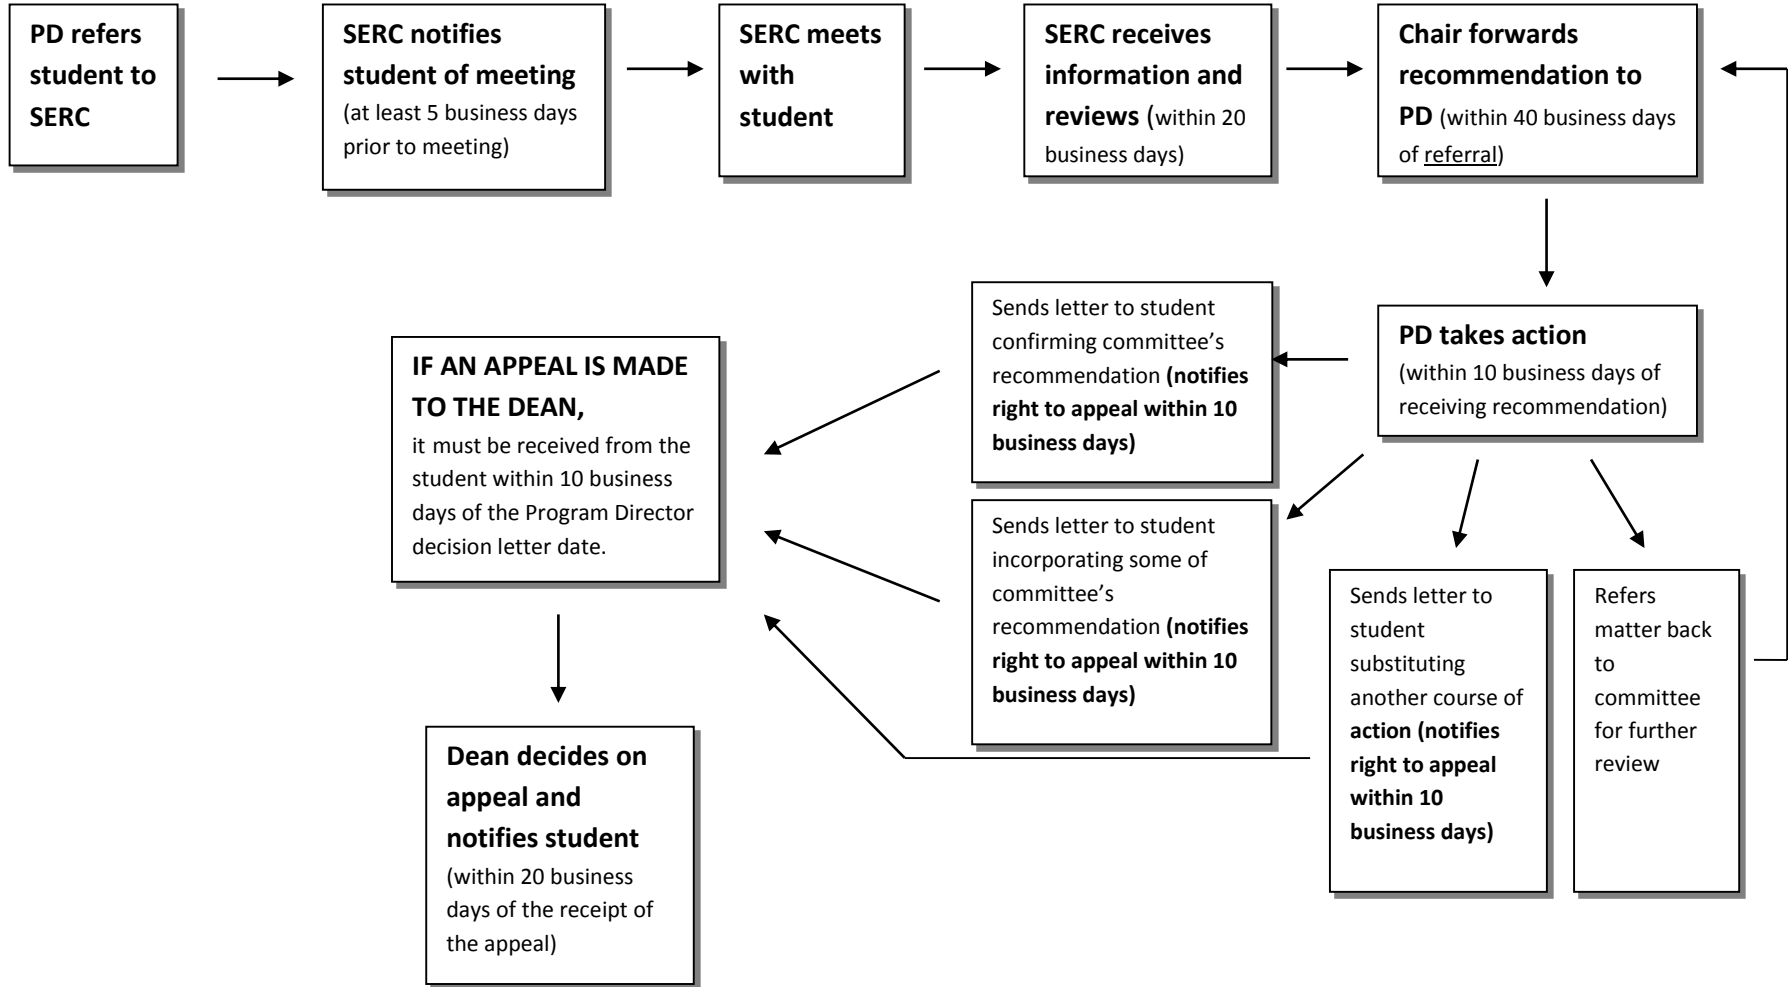 PD refers
student to
SERC
SERC notifies
student of meeting
(at least 5 business days
prior to meeting)
SERC meets
with
student
SERC receives
information and
reviews (within 20
business days)
Chair forwards
recommendation to
PD (within 40 business days
of referral)
PD takes action
(within 10 business days of
receiving recommendation)
Sends letter to student
confirming committee’s
recommendation (notifies
right to appeal within 10
business days)
Sends letter to student
incorporating some of
committee’s
recommendation (notifies
right to appeal within 10
business days)
Sends letter to
student
substituting
another course of
action (notifies
right to appeal
within 10
business days)
Refers
matter back
to
committee
for further
review
IF AN APPEAL IS MADE
TO THE DEAN,
it must be received from the
student within 10 business
days of the Program Director
decision letter date.
Dean decides on
appeal and
notifies student
(within 20 business
days of the receipt of
the appeal)